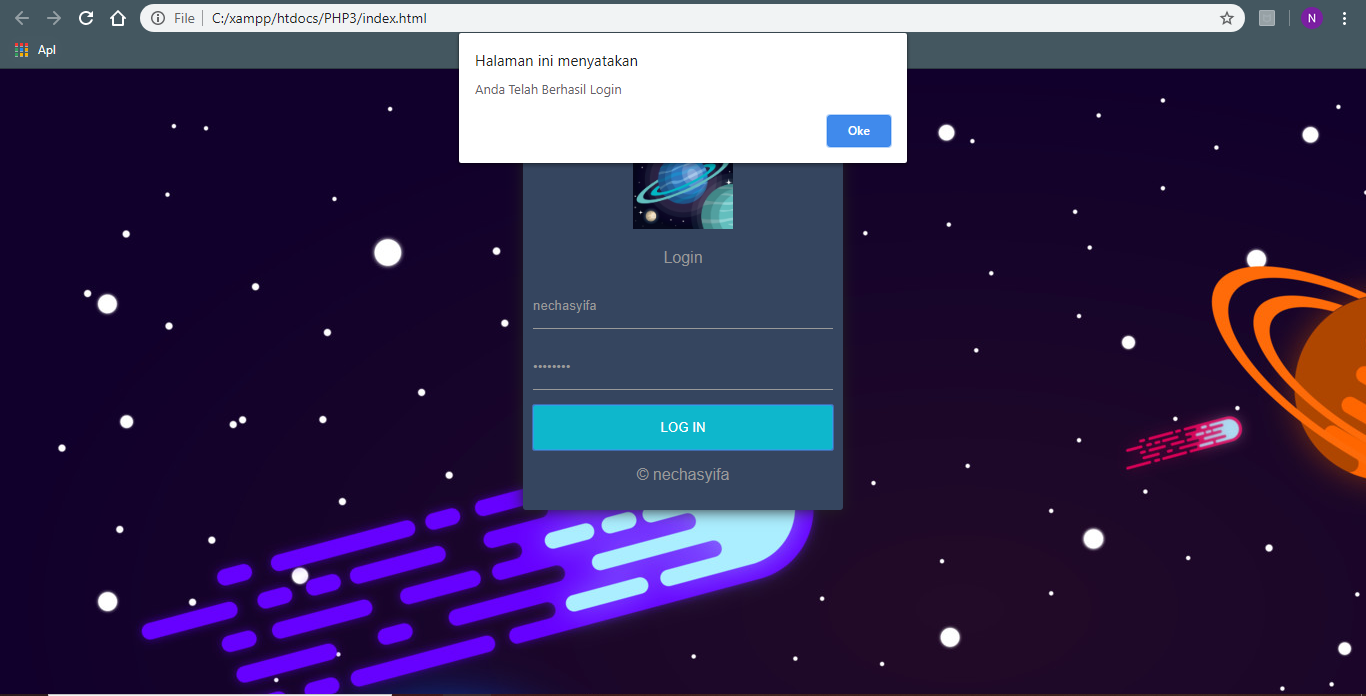 File
C:/xampp/htdocs/PHP3/index.html
N
Apl
Halaman ini menyatakan
Anda Telah Berhasil Login
Oke
Login
nechasyifa
••••••••
LOG IN
© nechasyifa